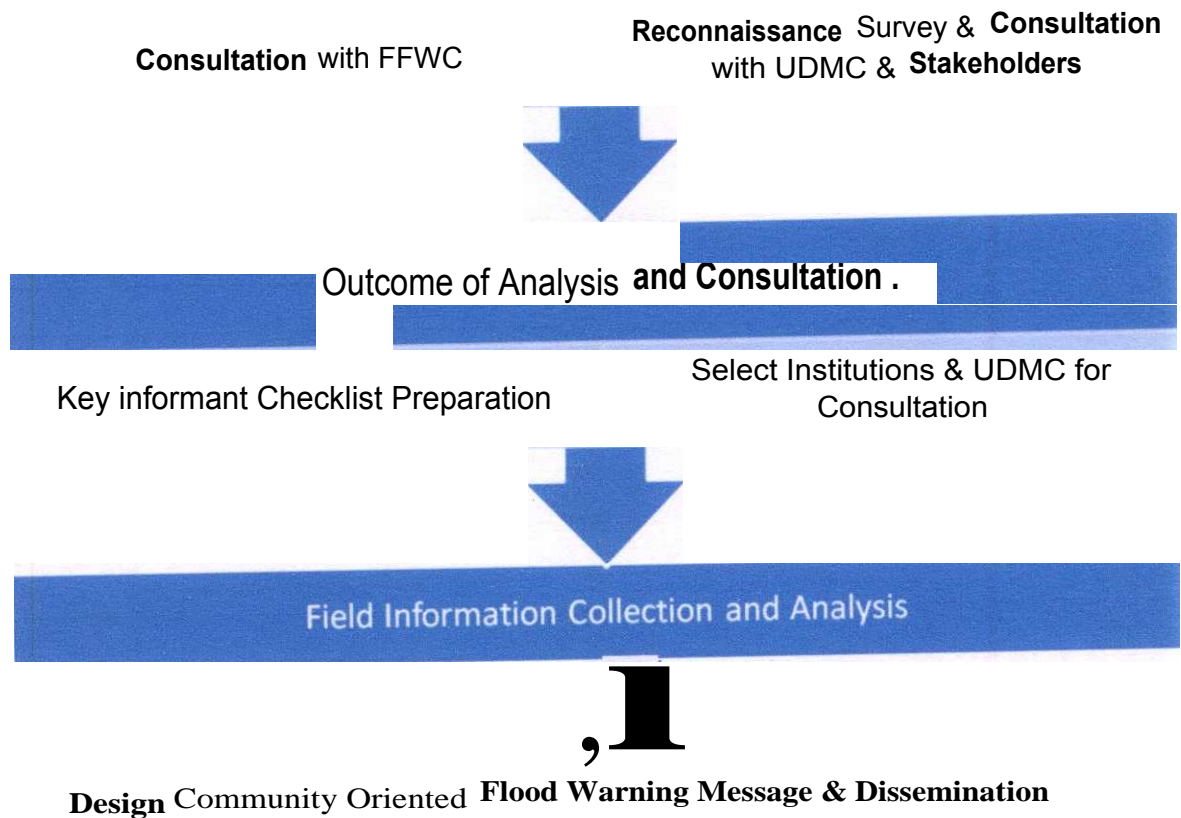 Consultation with FFWC
Reconnaissance Survey & Consultation
with UDMC & Stakeholders
Outcome of Analysis and Consultation .
Key informant Checklist Preparation
Select Institutions & UDMC for
Consultation
Field Information Collection and Analysis
,1
Design Community Oriented Flood Warning Message & Dissemination